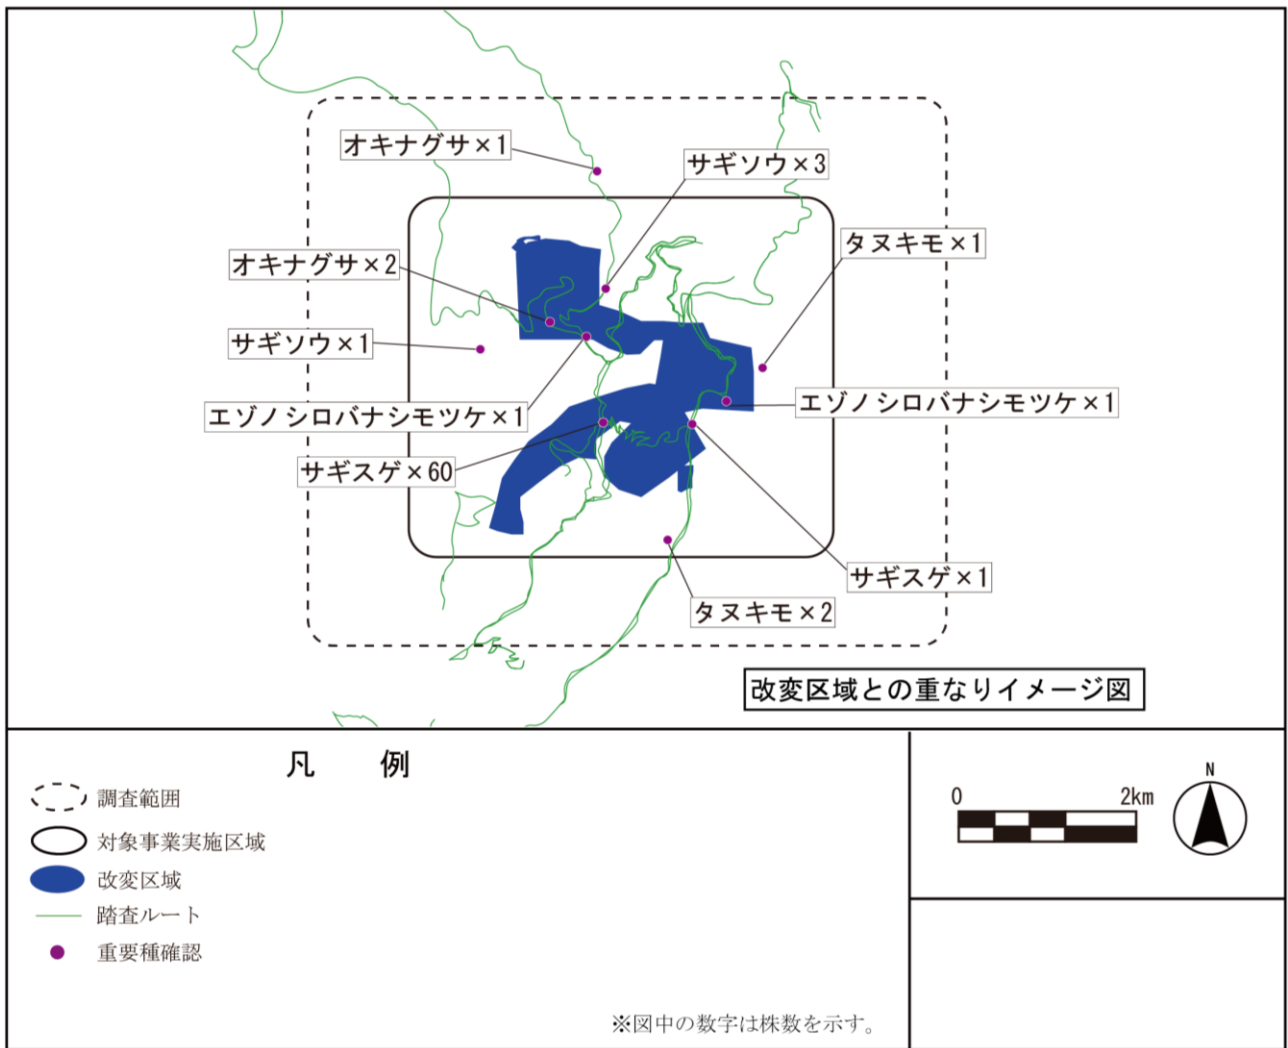 オキナグサ×1
サギソウ×3
タヌキモ×1
オキナグサ×2
サギソウ×1
エゾノシロバナシモツケ×1
エゾノシロバナシモツケ×1
サギスゲ×60
サギスゲ×1
タヌキモ×2
改変区域との重なりイメージ図
凡 例
調査範囲
対象事業実施区域
改変区域
踏査ルート
重要種確認
※図中の数字は株数を示す。
0 2km
N